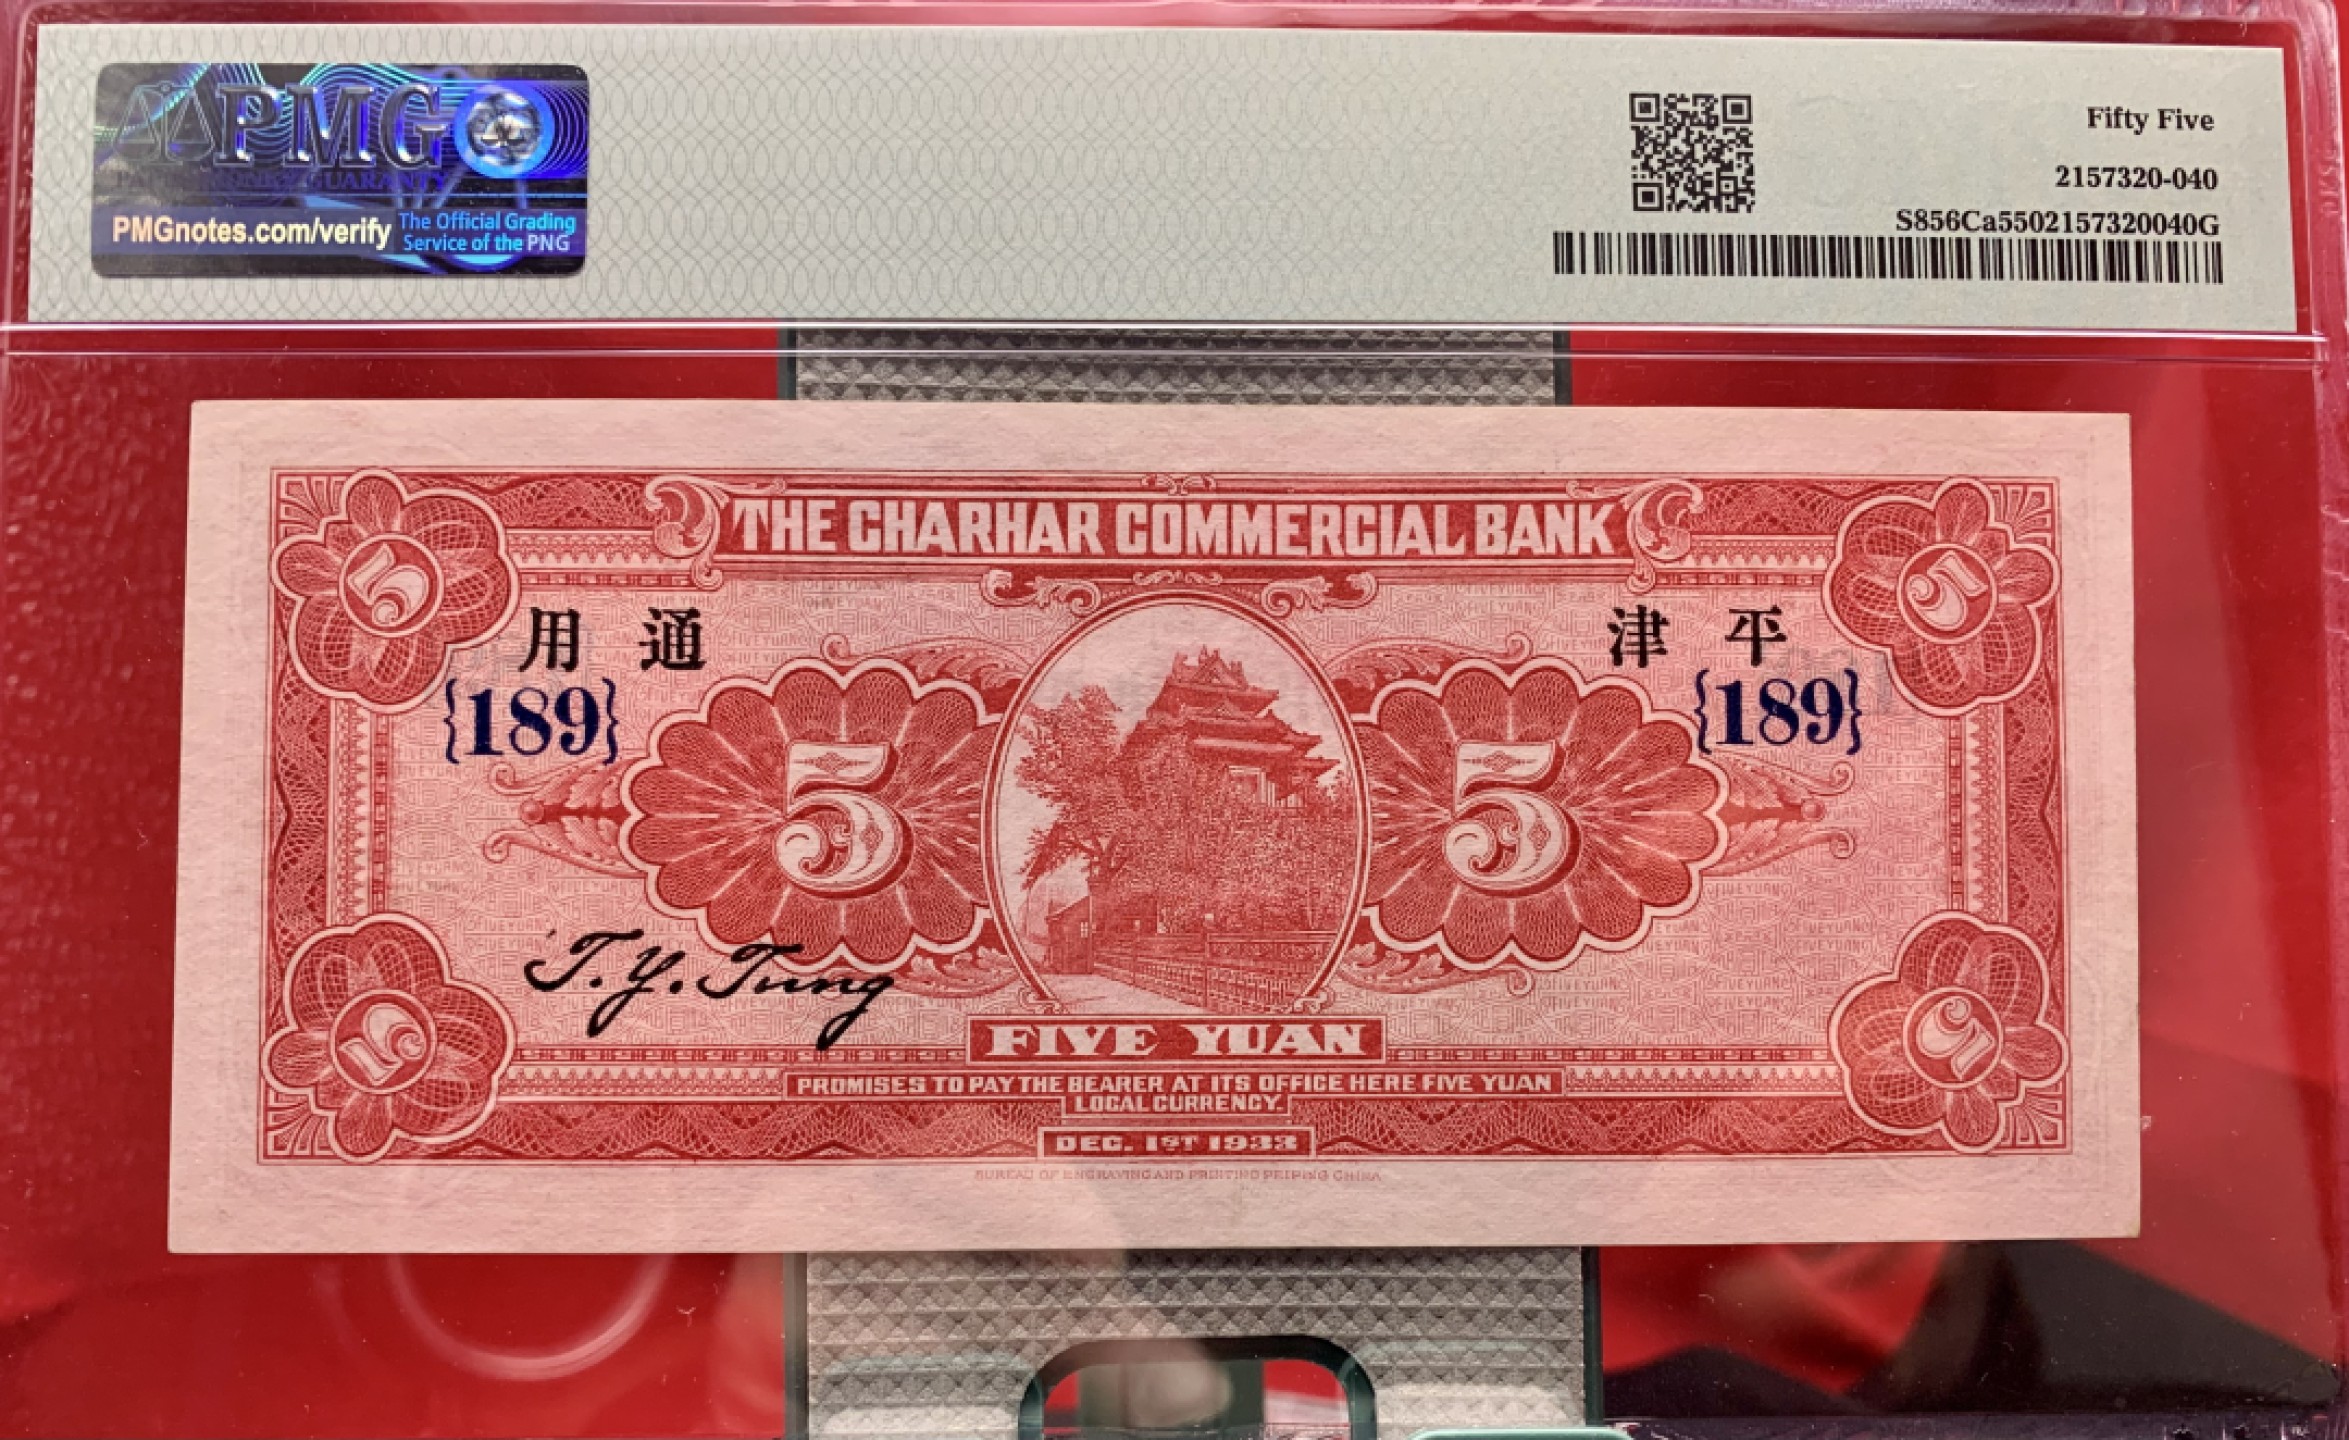 PMG
PAPER MONEY GUARANTY
PMGnotes.com/verify
The Official Grading
Service of the PNG
Fifty Five
2157320-040
S856Ca5502157320040G
5
5
THE CHARHAR COMMERCIAL BANK
用 通
津 平
{189}
{189}
5
5
T. Y. Tung
5
5
FIVE YUAN
PROMISES TO PAY THE BEARER AT ITS OFFICE HERE FIVE YUAN
LOCAL CURRENCY.
DEC. 1ST 1933
BUREAU OF ENGRAVING AND PRINTING PEIPING CHINA